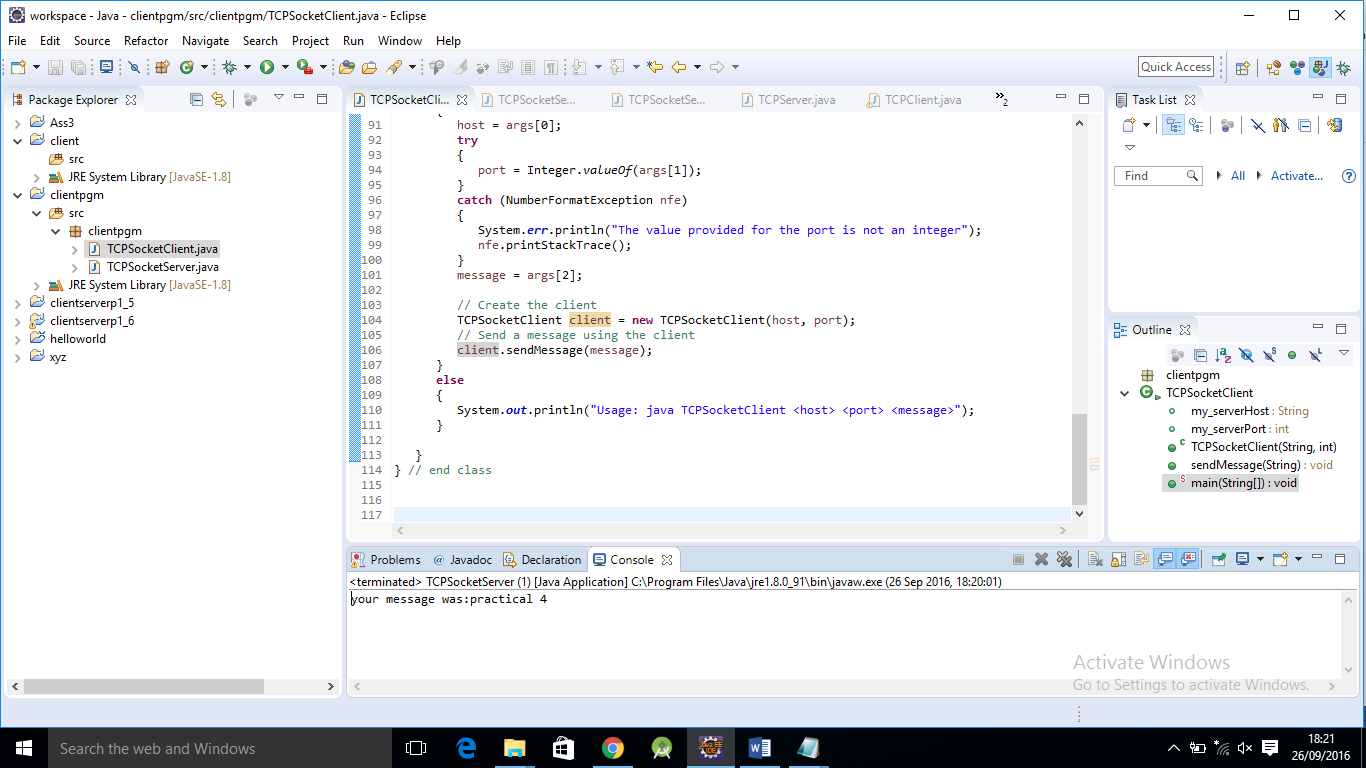 workspace - Java - clientpgm/src/clientpgm/TCPSocketClient.java - Eclipse
File Edit Source Refactor Navigate Search Project Run Window Help
Quick Access
Package Explorer
Ass3
client
src
JRE System Library [JavaSE-1.8]
clientpgm
src
clientpgm
TCPSocketClient.java
TCPSocketServer.java
JRE System Library [JavaSE-1.8]
clientserverp1_5
clientserverp1_6
helloworld
xyz
TCPSocketCli... TCPSocketSe... TCPSocketSe... TCPServer.java TCPClient.java »2
{
91 host = args[0];
92 try
93 {
94 port = Integer.valueOf(args[1]);
95 }
96 catch (NumberFormatException nfe)
97 {
98 System.err.println("The value provided for the port is not an integer");
99 nfe.printStackTrace();
100 }
101 message = args[2];
102
103 // Create the client
104 TCPSocketClient client = new TCPSocketClient(host, port);
105 // Send a message using the client
106 client.sendMessage(message);
107 }
108 else
109 {
110 System.out.println("Usage: java TCPSocketClient <host> <port> <message>");
111 }
112
113 }
114 } // end class
115
116
117
Task List
Find All Activate...
Outline
clientpgm
TCPSocketClient
my_serverHost : String
my_serverPort : int
TCPSocketClient(String, int)
sendMessage(String) : void
main(String[]) : void
Problems @ Javadoc Declaration Console
<terminated> TCPSocketServer (1) [Java Application] C:\Program Files\Java\jre1.8.0_91\bin\javaw.exe (26 Sep 2016, 18:20:01)
your message was:practical 4
Activate Windows
Go to Settings to activate Windows.
Search the web and Windows
18:21
26/09/2016